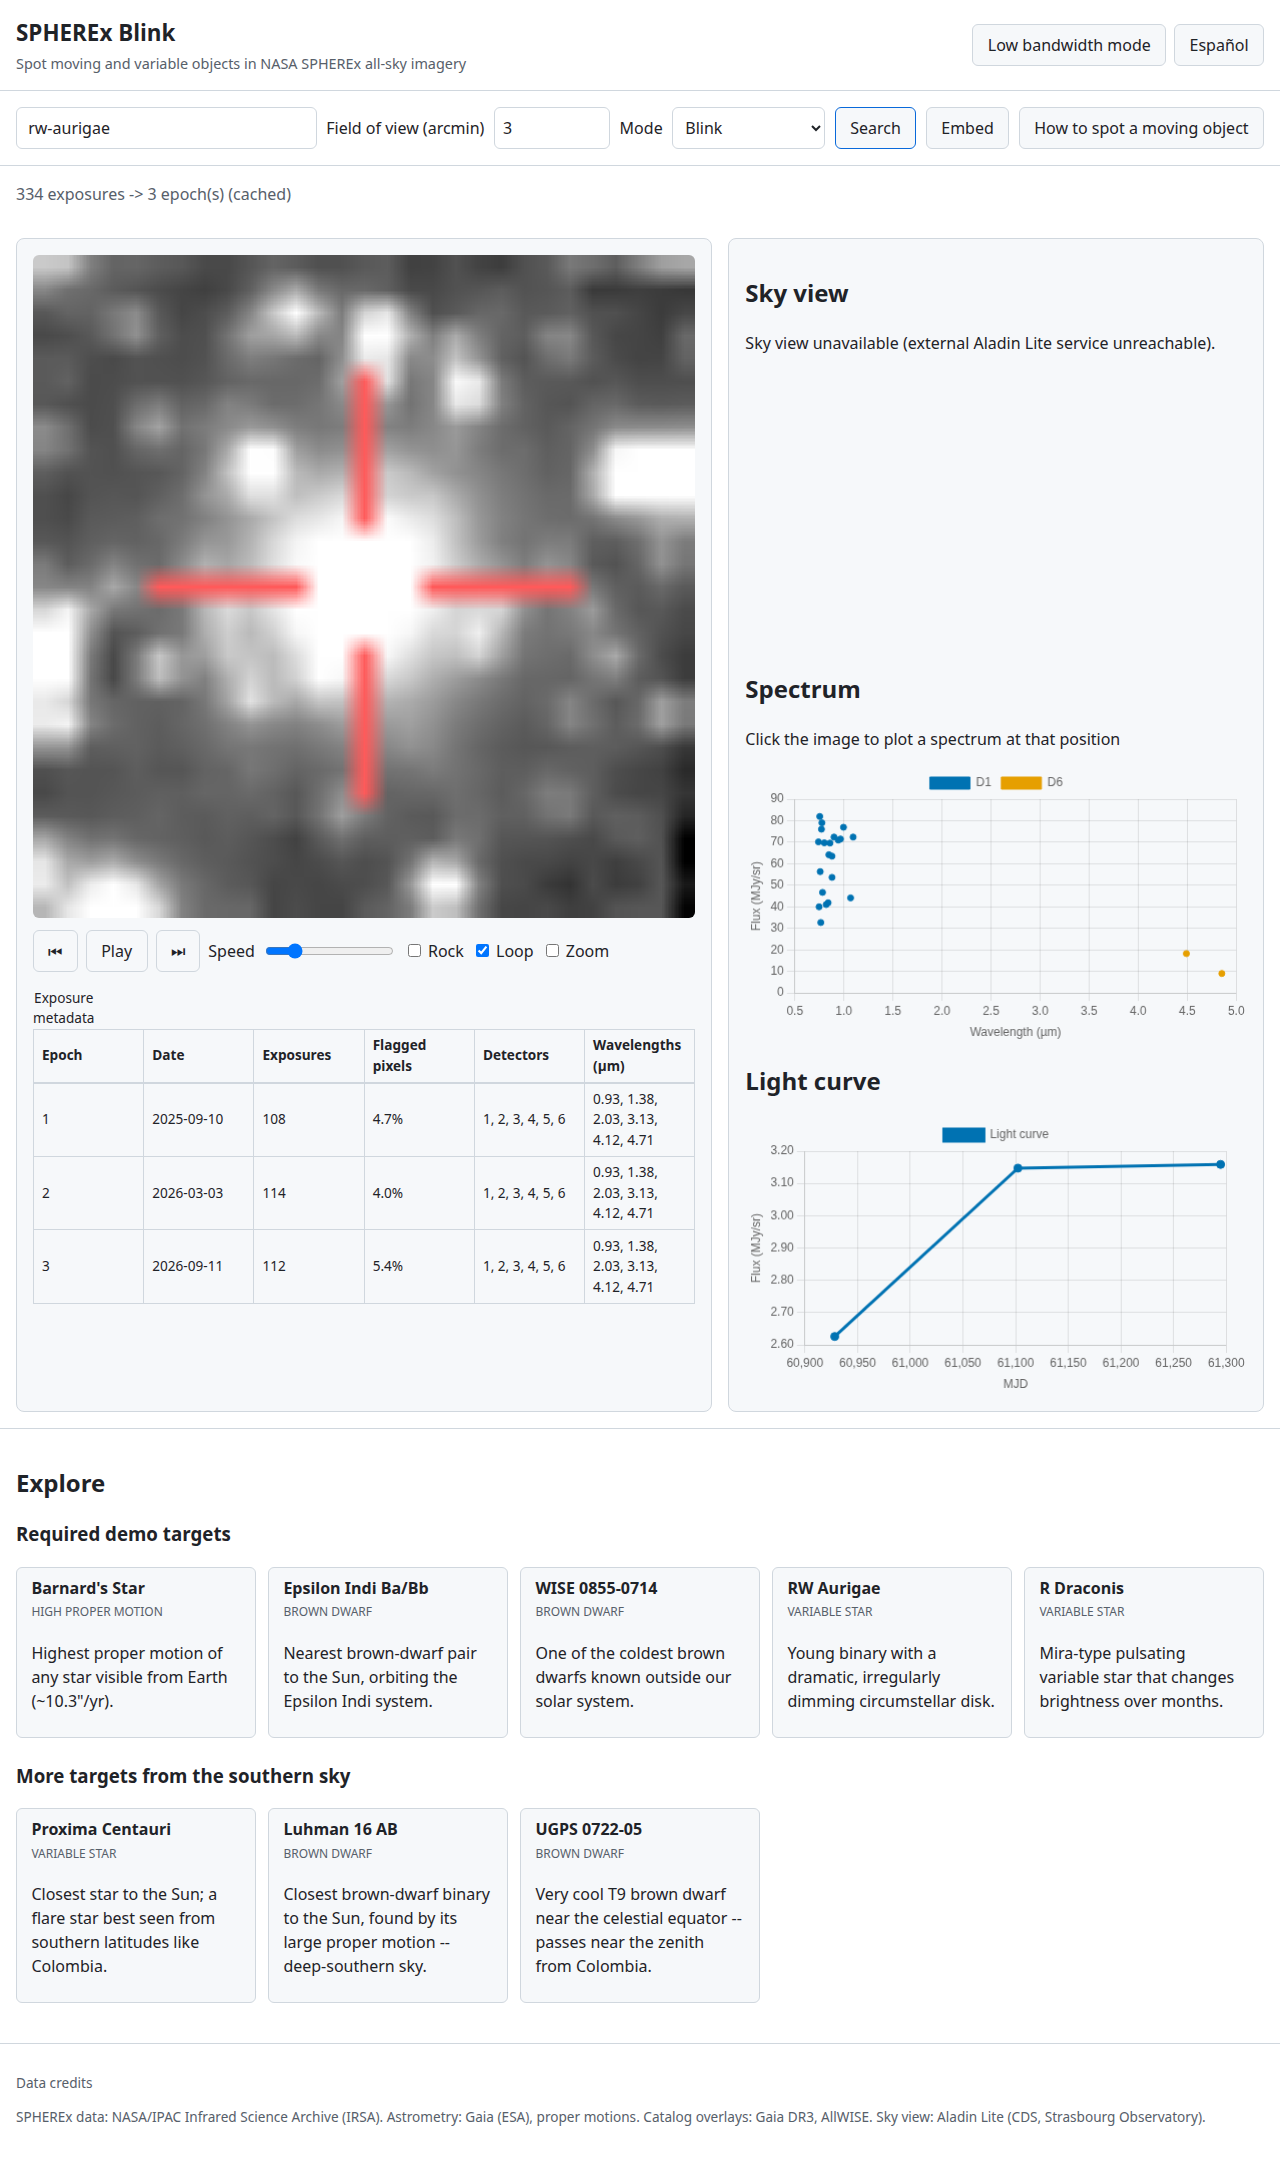 SPHEREx Blink
Spot moving and variable objects in NASA SPHEREx all-sky imagery
Low bandwidth mode
Español
rw-aurigae
Field of view (arcmin)
3
Mode
Blink
Search
Embed
How to spot a moving object
334 exposures -> 3 epoch(s) (cached)
⏮
Play
⏭
Speed
Rock
Loop
Zoom
Exposure
metadata
Epoch Date Exposures Flagged pixels Detectors Wavelengths (µm)
1 2025-09-10 108 4.7% 1, 2, 3, 4, 5, 6 0.93, 1.38,
2.03, 3.13,
4.12, 4.71
2 2026-03-03 114 4.0% 1, 2, 3, 4, 5, 6 0.93, 1.38,
2.03, 3.13,
4.12, 4.71
3 2026-09-11 112 5.4% 1, 2, 3, 4, 5, 6 0.93, 1.38,
2.03, 3.13,
4.12, 4.71
Sky view
Sky view unavailable (external Aladin Lite service unreachable).
Spectrum
Click the image to plot a spectrum at that position
D1 D6
90
80
70
60
50
40
30
20
10
0
Flux (MJy/sr)
0.5 1.0 1.5 2.0 2.5 3.0 3.5 4.0 4.5 5.0
Wavelength (µm)
Light curve
Light curve
3.20
3.10
3.00
2.90
2.80
2.70
2.60
Flux (MJy/sr)
60,900 60,950 61,000 61,050 61,100 61,150 61,200 61,250 61,300
MJD
Explore
Required demo targets
Barnard's Star
HIGH PROPER MOTION
Highest proper motion of
any star visible from Earth
(~10.3"/yr).
Epsilon Indi Ba/Bb
BROWN DWARF
Nearest brown-dwarf pair
to the Sun, orbiting the
Epsilon Indi system.
WISE 0855-0714
BROWN DWARF
One of the coldest brown
dwarfs known outside our
solar system.
RW Aurigae
VARIABLE STAR
Young binary with a
dramatic, irregularly
dimming circumstellar disk.
R Draconis
VARIABLE STAR
Mira-type pulsating
variable star that changes
brightness over months.
More targets from the southern sky
Proxima Centauri
VARIABLE STAR
Closest star to the Sun; a
flare star best seen from
southern latitudes like
Colombia.
Luhman 16 AB
BROWN DWARF
Closest brown-dwarf binary
to the Sun, found by its
large proper motion --
deep-southern sky.
UGPS 0722-05
BROWN DWARF
Very cool T9 brown dwarf
near the celestial equator --
passes near the zenith
from Colombia.
Data credits
SPHEREx data: NASA/IPAC Infrared Science Archive (IRSA). Astrometry: Gaia (ESA), proper motions. Catalog overlays: Gaia DR3, AllWISE. Sky view: Aladin Lite (CDS, Strasbourg Observatory).